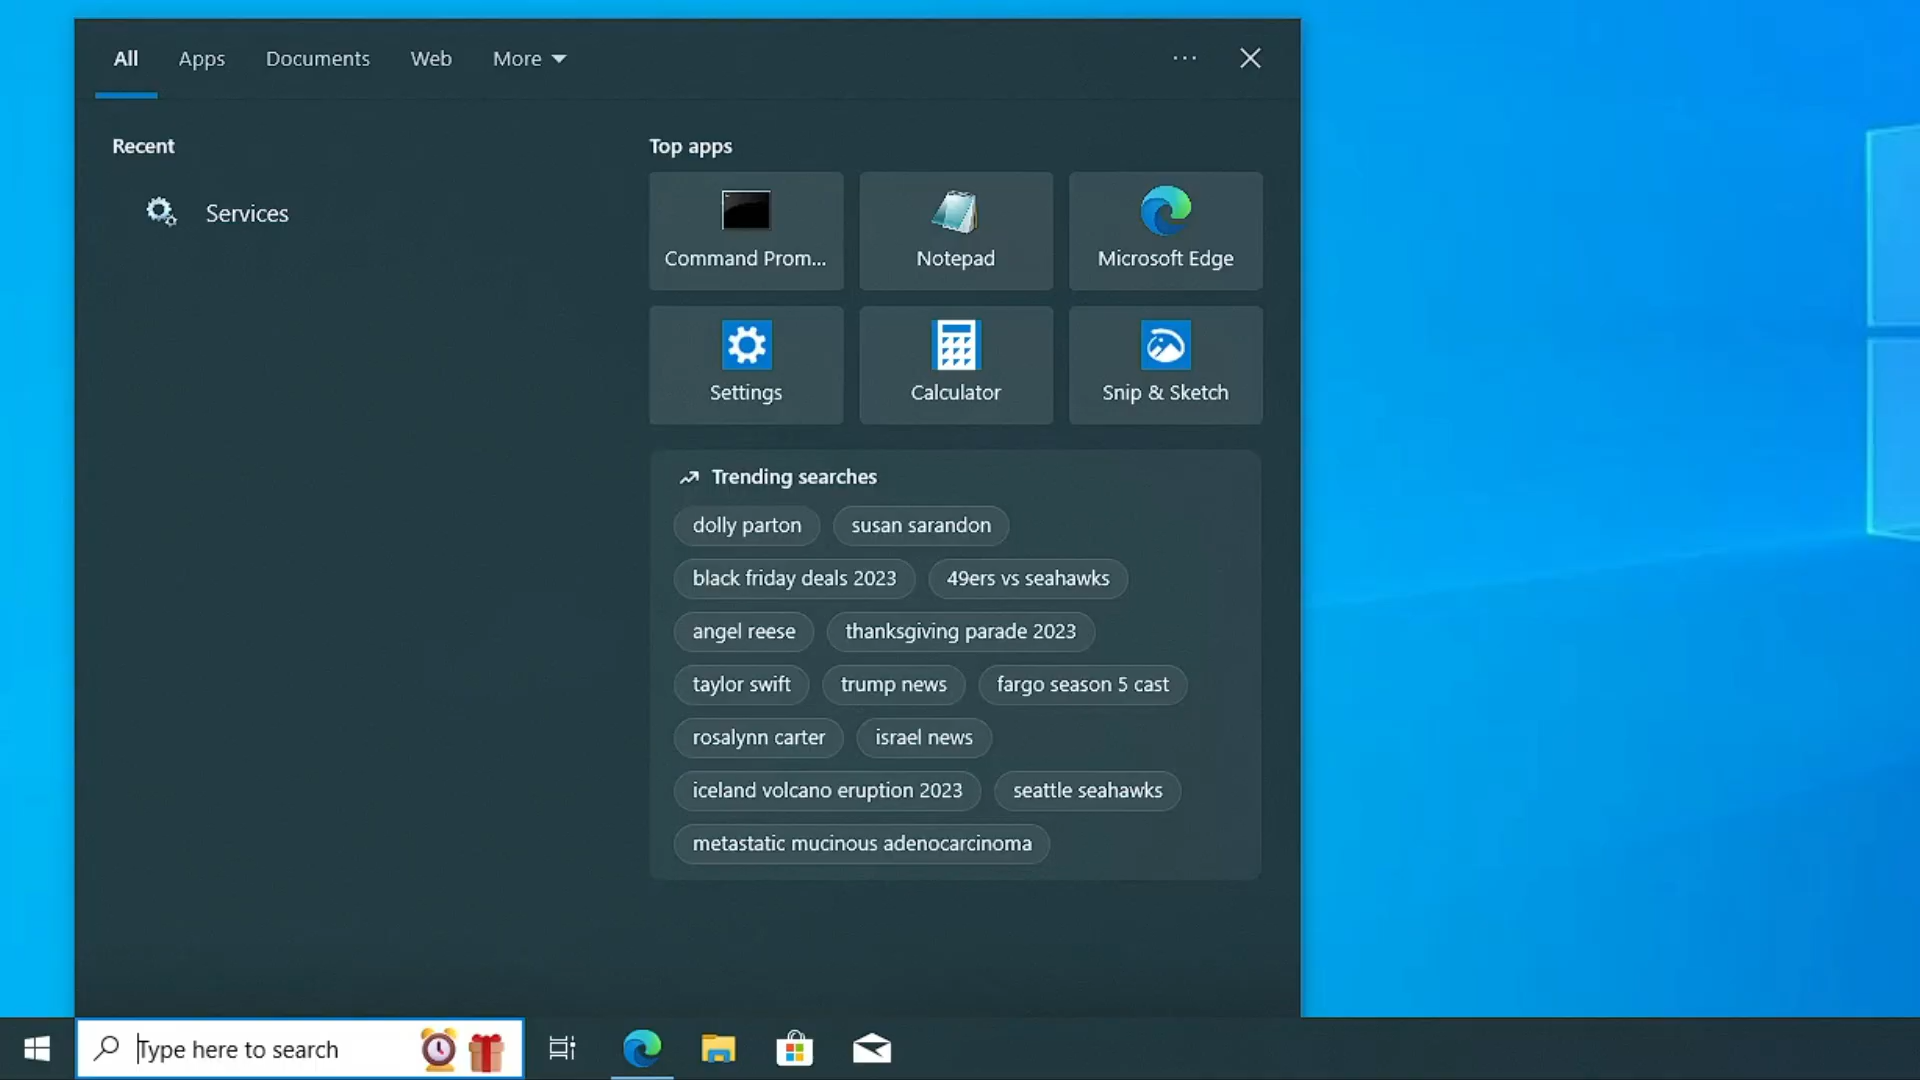 All Apps Documents Web More ...
Recent
Services
Top apps
Command Prom... Notepad Microsoft Edge
Settings Calculator Snip & Sketch
Trending searches
dolly parton susan sarandon
black friday deals 2023 49ers vs seahawks
angel reese thanksgiving parade 2023
taylor swift trump news fargo season 5 cast
rosalynn carter israel news
iceland volcano eruption 2023 seattle seahawks
metastatic mucinous adenocarcinoma
Type here to search